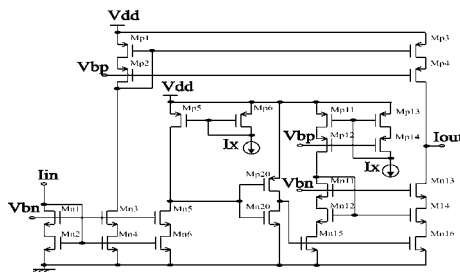 Vdd
Mp1
Mp3
Mp2
Vbp
Mp4
Vdd
Mp5
Mp6
Mp11
Mp13
Vbp
Mp12
Mp14
Iout
Ix
Iin
Mp20
Vbn
Mn11
Ix
Mn13
Vbn
Mn1
Mn3
Mn5
Mn20
Mn12
M14
Mn2
Mn4
Mn6
Mn15
Mn16